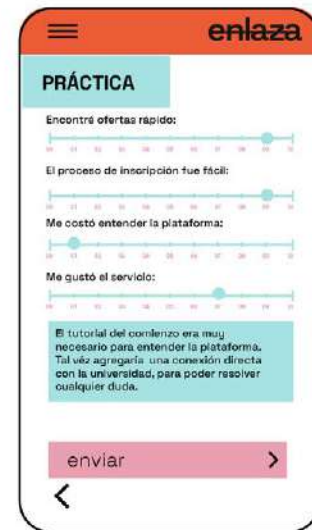 enlaza
PRÁCTICA
Encontré ofertas rápido:
El proceso de inscripción fue fácil:
Me costó entender la plataforma:
Me gustó el servicio:
El tutorial del comienzo era muy
necesario para entender la plataforma.
Tal véz agregaría una conexión directa
con la universidad, para poder resolver
cualquier duda.
enviar